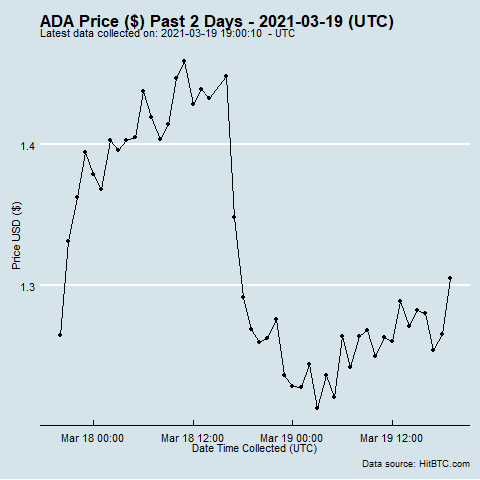 ADA Price ($) Past 2 Days - 2021-03-19 (UTC)
Latest data collected on: 2021-03-19 19:00:10 - UTC
1.4
1.3
Price USD ($)
Mar 18 00:00 Mar 18 12:00 Mar 19 00:00 Mar 19 12:00
Date Time Collected (UTC)
Data source: HitBTC.com